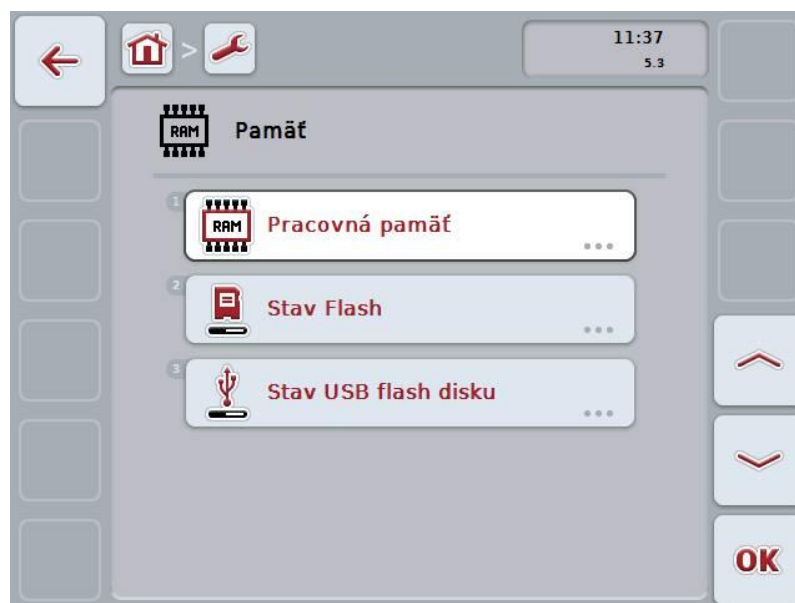 >
11:37
5.3
RAM Pamäť
1
RAM Pracovná pamäť
...
2
Stav Flash
...
3
Stav USB flash disku
...
OK